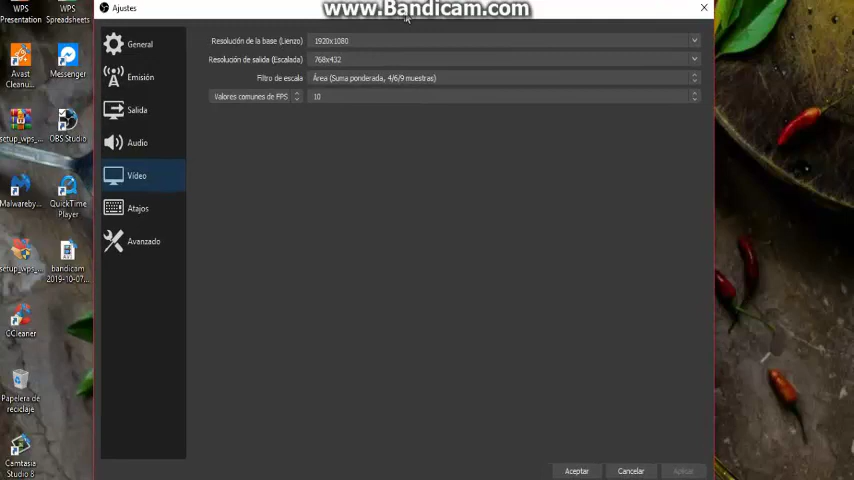 www.Bandicam.com
Ajustes
WPS
Presentation
WPS
Spreadsheets
Avast
Cleanu...
Messenger
setup_wps_...
OBS Studio
Malwareby...
QuickTime
Player
setup_wps_...
bandicam
2019-10-07...
CCleaner
Papelera de
reciclaje
Camtasia
Studio 8
General
Emisión
Salida
Audio
Vídeo
Atajos
Avanzado
Resolución de la base (Lienzo)
1920x1080
Resolución de salida (Escalada)
768x432
Filtro de escala
Área (Suma ponderada, 4/6/9 muestras)
Valores comunes de FPS
10
Aceptar
Cancelar
Aplicar